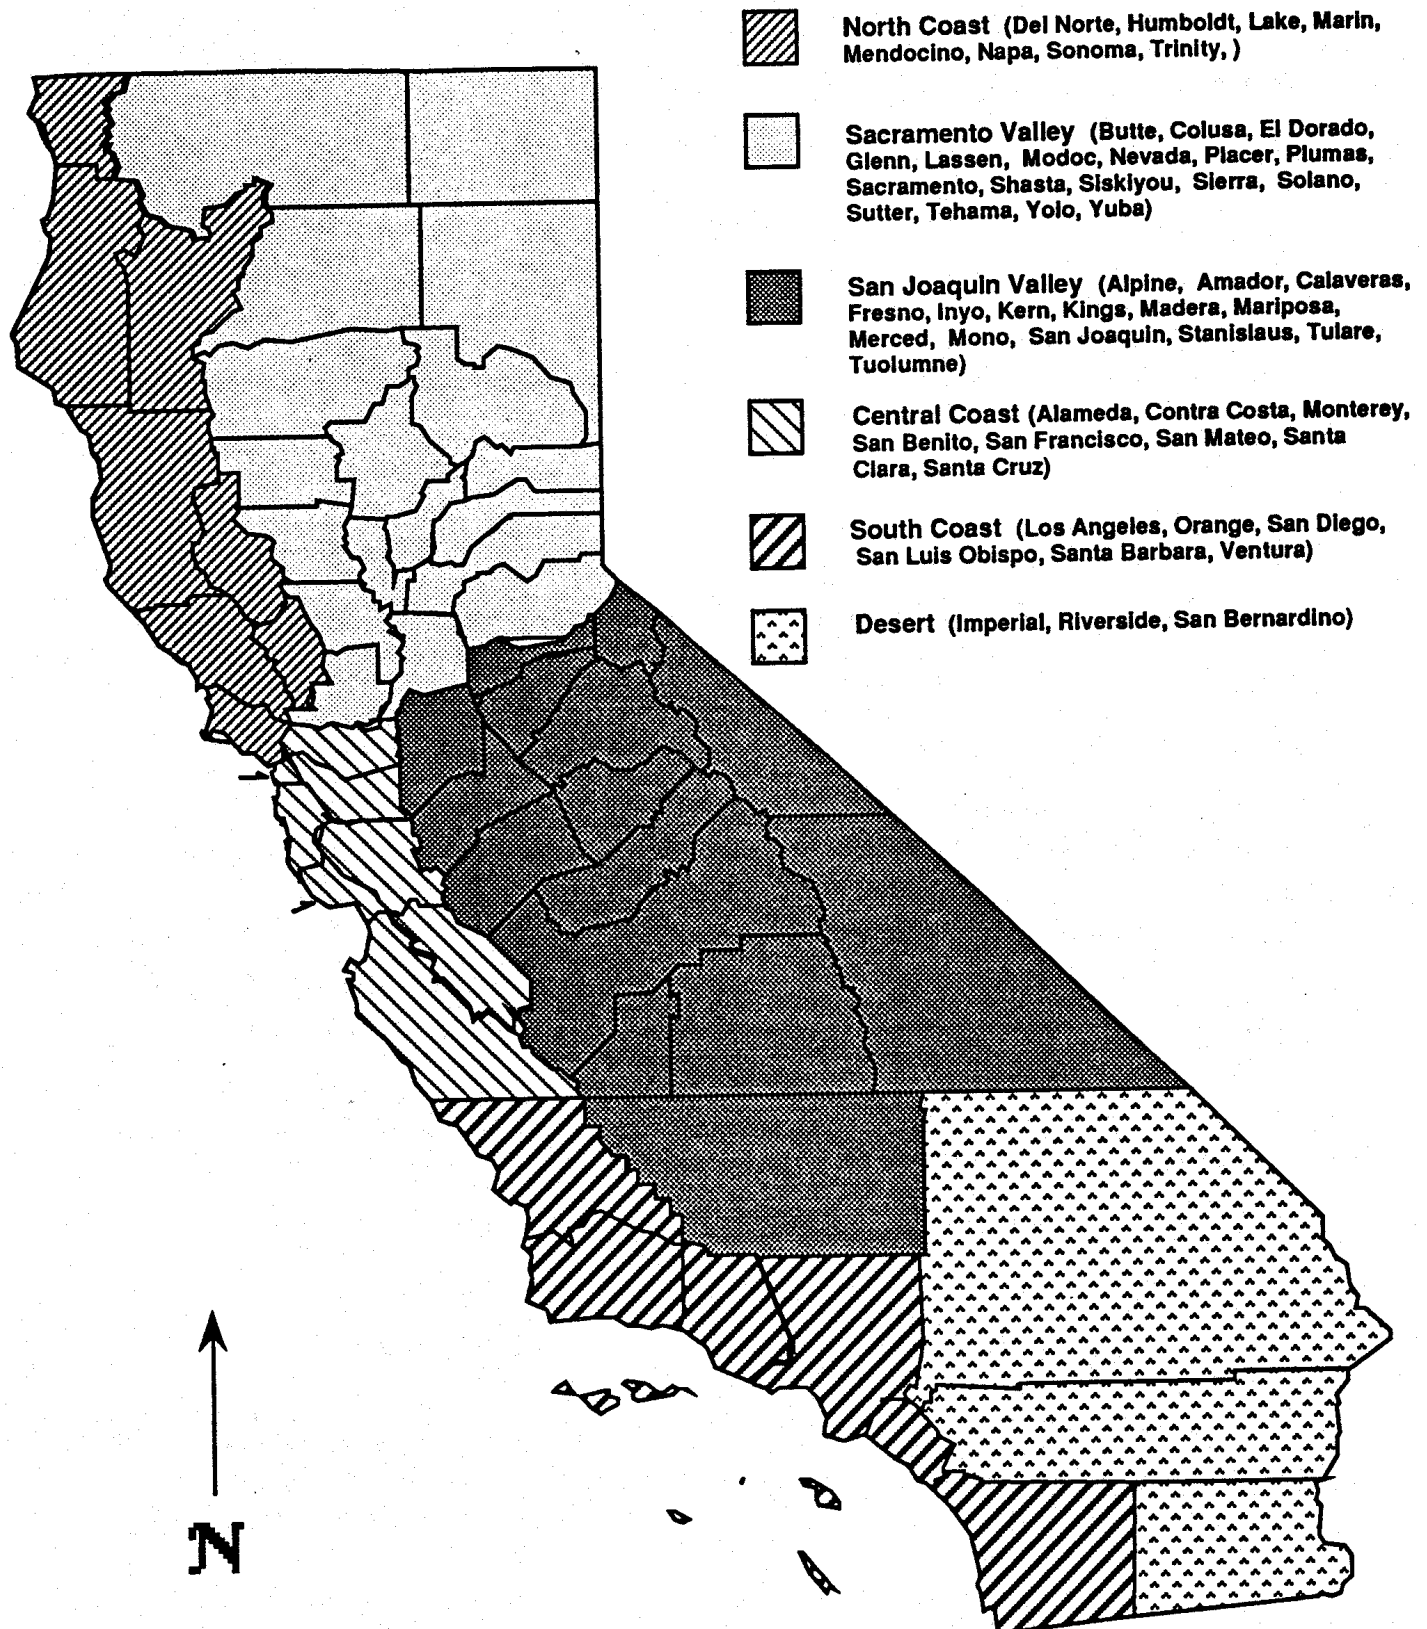 North Coast (Del Norte, Humboldt, Lake, Marin,
Mendocino, Napa, Sonoma, Trinity, )
Sacramento Valley (Butte, Colusa, El Dorado,
Glenn, Lassen, Modoc, Nevada, Placer, Plumas,
Sacramento, Shasta, Siskiyou, Sierra, Solano,
Sutter, Tehama, Yolo, Yuba)
San Joaquin Valley (Alpine, Amador, Calaveras,
Fresno, Inyo, Kern, Kings, Madera, Mariposa,
Merced, Mono, San Joaquin, Stanislaus, Tulare,
Tuolumne)
Central Coast (Alameda, Contra Costa, Monterey,
San Benito, San Francisco, San Mateo, Santa
Clara, Santa Cruz)
South Coast (Los Angeles, Orange, San Diego,
San Luis Obispo, Santa Barbara, Ventura)
Desert (Imperial, Riverside, San Bernardino)
N